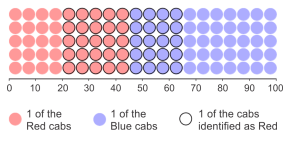 0 10 20 30 40 50 60 70 80 90 100
1 of the
Red cabs
1 of the
Blue cabs
1 of the cabs
identified as Red